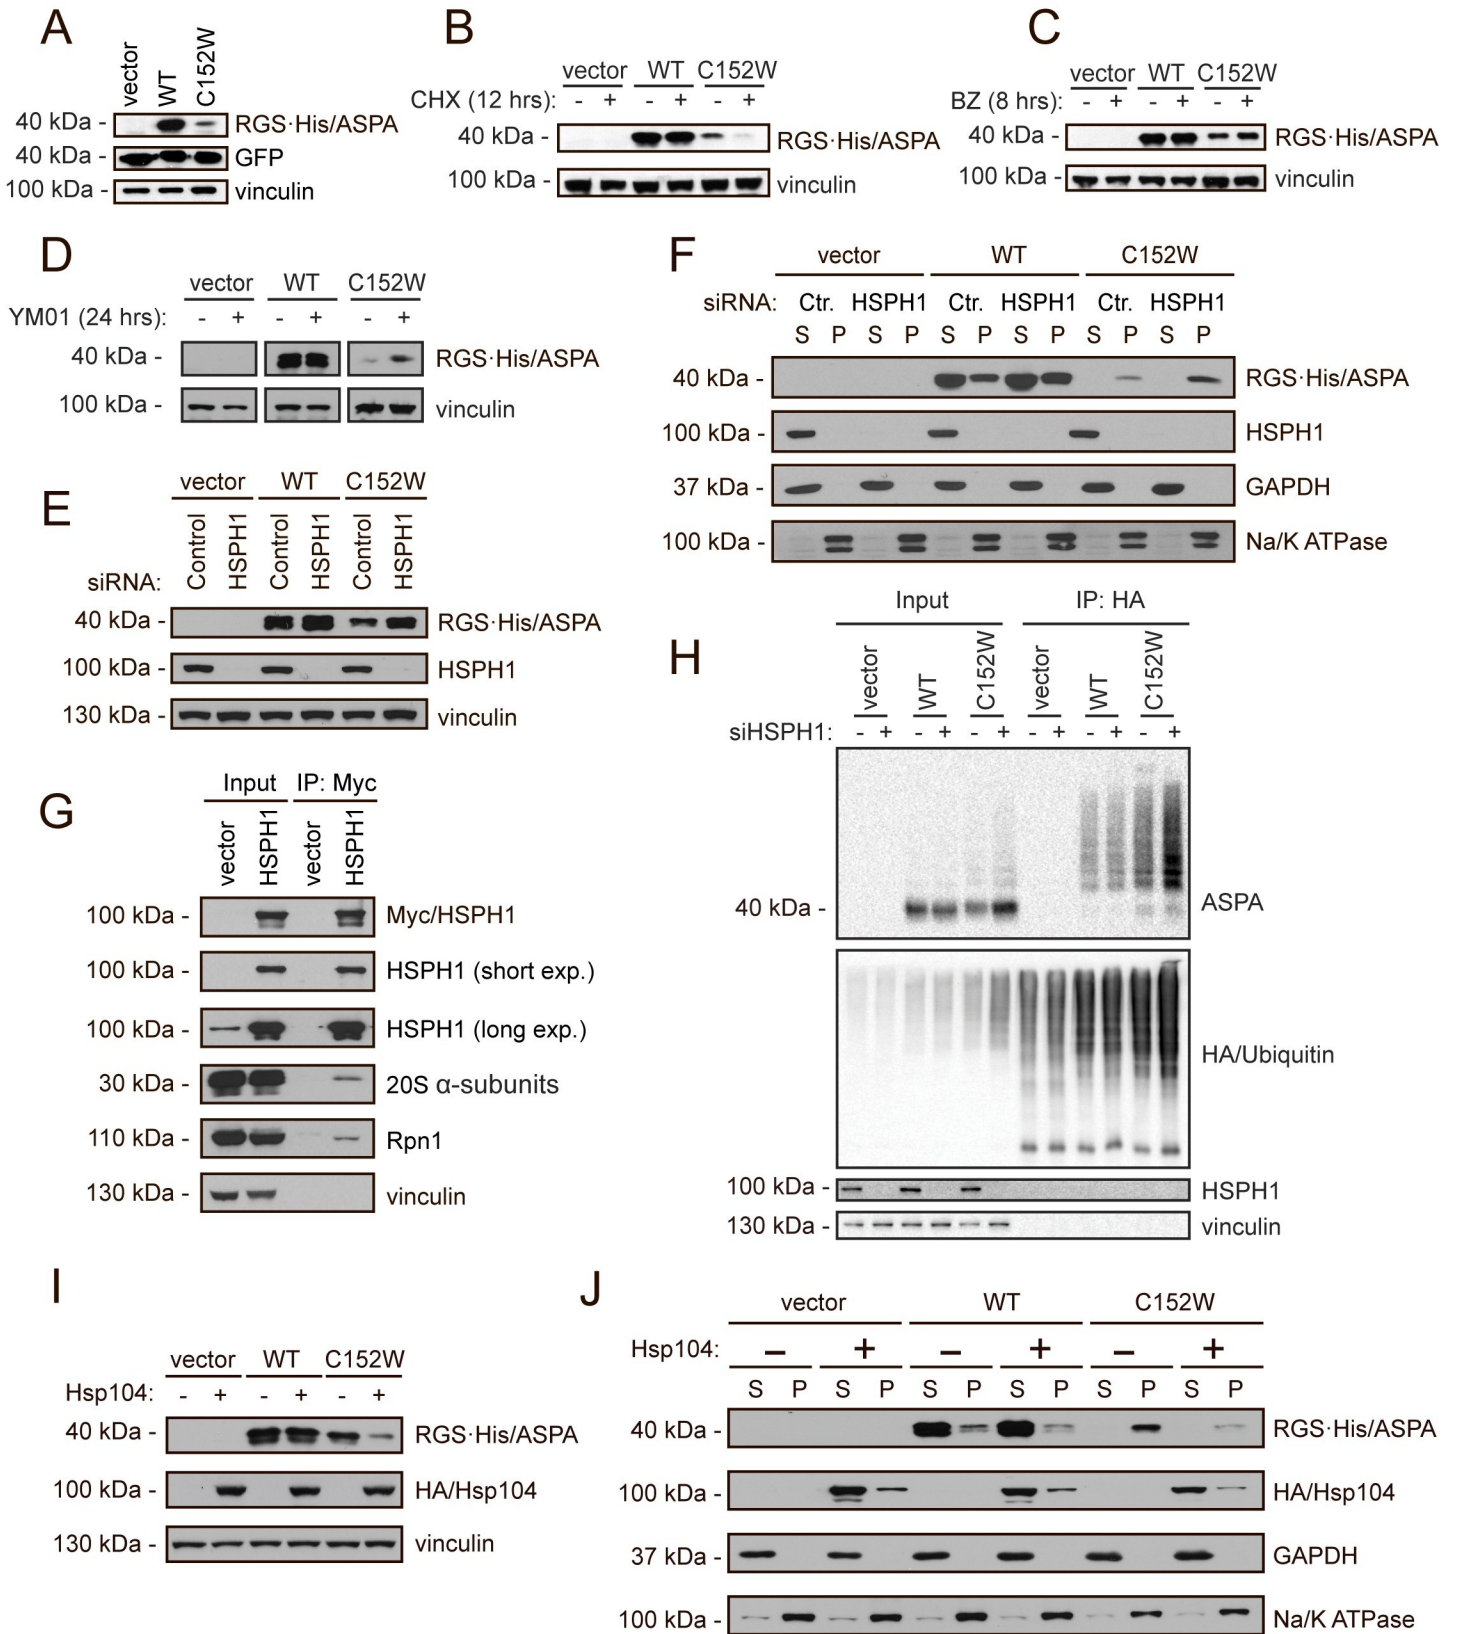 A
vector
WT
C152W
40 kDa - RGS·His/ASPA
40 kDa - GFP
100 kDa - vinculin
B
vector WT C152W
CHX (12 hrs): - + - + - +
40 kDa - RGS·His/ASPA
100 kDa - vinculin
C
vector WT C152W
BZ (8 hrs): - + - + - +
40 kDa - RGS·His/ASPA
100 kDa - vinculin
D
vector WT C152W
YM01 (24 hrs): - + - + - +
40 kDa - RGS·His/ASPA
100 kDa - vinculin
E
vector WT C152W
siRNA: Control HSPH1 Control HSPH1 Control HSPH1
40 kDa - RGS·His/ASPA
100 kDa - HSPH1
130 kDa - vinculin
F
vector WT C152W
siRNA: Ctr. HSPH1 Ctr. HSPH1 Ctr. HSPH1
S P S P S P S P S P S P
40 kDa - RGS·His/ASPA
100 kDa - HSPH1
37 kDa - GAPDH
100 kDa - Na/K ATPase
G
Input IP: Myc
vector HSPH1 vector HSPH1
100 kDa - Myc/HSPH1
100 kDa - HSPH1 (short exp.)
100 kDa - HSPH1 (long exp.)
30 kDa - 20S α-subunits
110 kDa - Rpn1
130 kDa - vinculin
H
Input IP: HA
vector WT C152W vector WT C152W
siHSPH1: - + - + - + - + - + - +
40 kDa - ASPA
HA/Ubiquitin
100 kDa - HSPH1
130 kDa - vinculin
I
vector WT C152W
Hsp104: - + - + - +
40 kDa - RGS·His/ASPA
100 kDa - HA/Hsp104
130 kDa - vinculin
J
vector WT C152W
Hsp104: − + − + − +
S P S P S P S P S P S P
40 kDa - RGS·His/ASPA
100 kDa - HA/Hsp104
37 kDa - GAPDH
100 kDa - Na/K ATPase